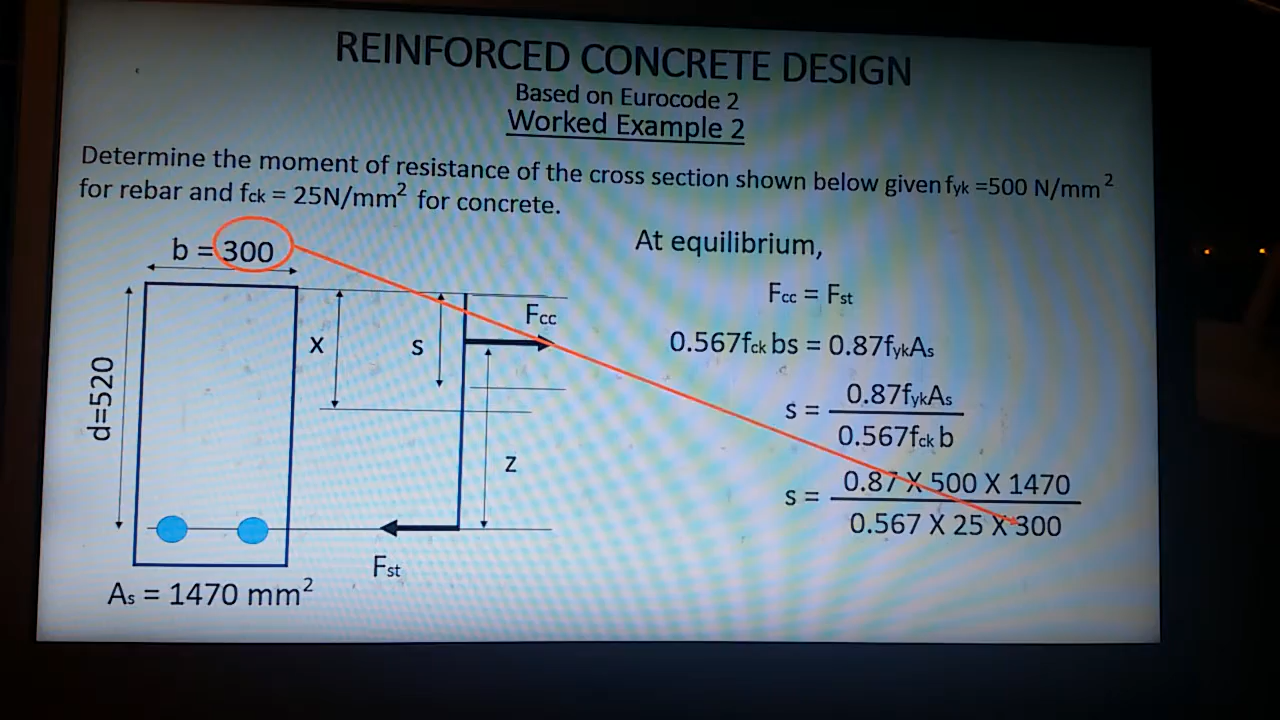 REINFORCED CONCRETE DESIGN
Based on Eurocode 2
Worked Example 2
Determine the moment of resistance of the cross section shown below given fyk =500 N/mm²
for rebar and fck = 25N/mm² for concrete.
b = 300
d=520
x
s
Fcc
z
Fst
As = 1470 mm²
At equilibrium,
Fcc = Fst
0.567fck bs = 0.87fykAs
s = 0.87fykAs
0.567fck b
s = 0.87 X 500 X 1470
0.567 X 25 X 300